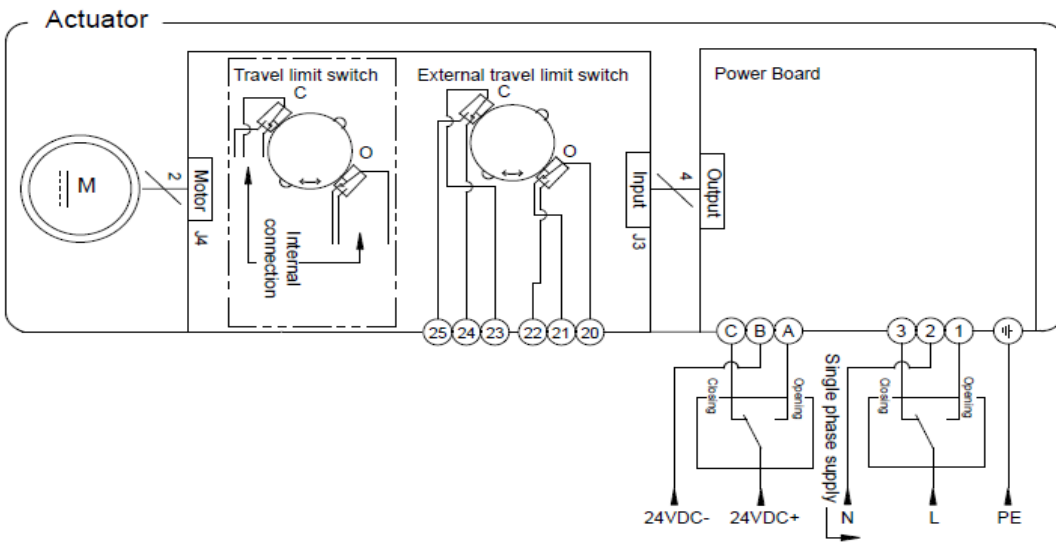 Actuator
Travel limit switch
External travel limit switch
Power Board
C
C
O
O
M
2
Motor
J4
Internal
connection
Input
J3
4
Output
25
24
23
22
21
20
C
B
A
3
2
1
Closing
Opening
Single phase supply
Closing
Opening
24VDC-
24VDC+
N
L
PE